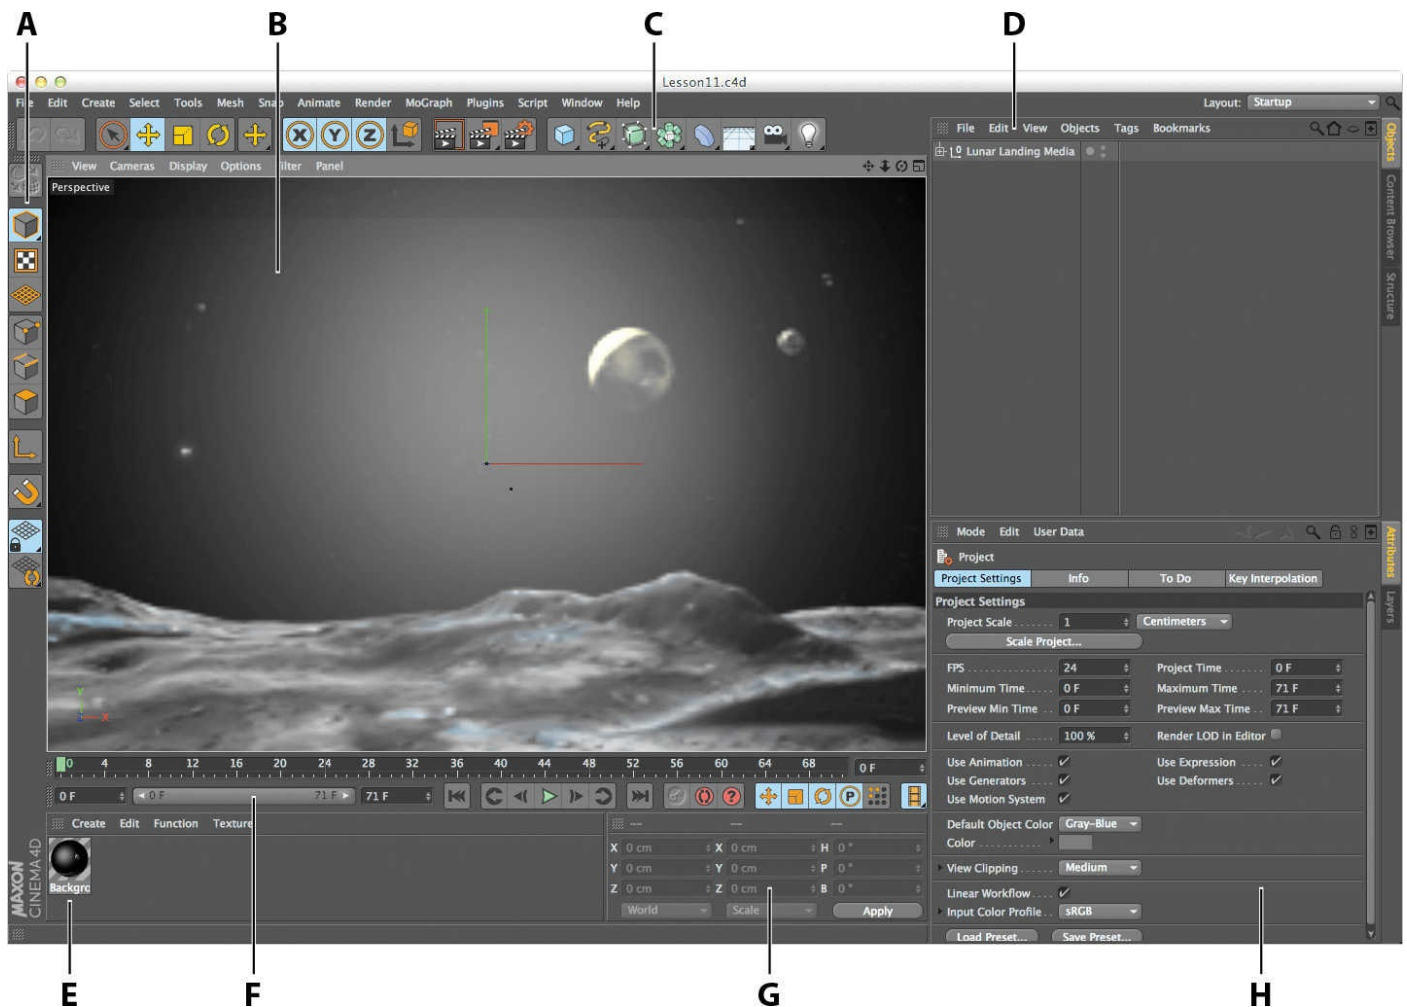 A B C D
Lesson11.c4d
File Edit Create Select Tools Mesh Snap Animate Render MoGraph Plugins Script Window Help Layout: Startup
X Y Z
File Edit View Objects Tags Bookmarks
Objects
View Cameras Display Options Filter Panel
Lunar Landing Media
Perspective
Content Browser
Structure
Mode Edit User Data
Attributes
Project
Project Settings Info To Do Key Interpolation
Layers
Project Settings
Project Scale 1 Centimeters
Scale Project...
FPS 24 Project Time 0 F
Minimum Time 0 F Maximum Time 71 F
Preview Min Time 0 F Preview Max Time 71 F
Level of Detail 100 % Render LOD in Editor
Use Animation Use Expression
Use Generators Use Deformers
Use Motion System
Default Object Color Gray-Blue
Color
View Clipping Medium
Linear Workflow
Input Color Profile sRGB
Load Preset... Save Preset...
Y
Z X
0 4 8 12 16 20 24 28 32 36 40 44 48 52 56 60 64 68 0 F
0 F 0 F 71 F 71 F ? P
Create Edit Function Texture
-- -- --
Backgro
X 0 cm X 0 cm H 0 °
Y 0 cm Y 0 cm P 0 °
Z 0 cm Z 0 cm B 0 °
World Scale Apply
MAXON
CINEMA 4D
E F G H